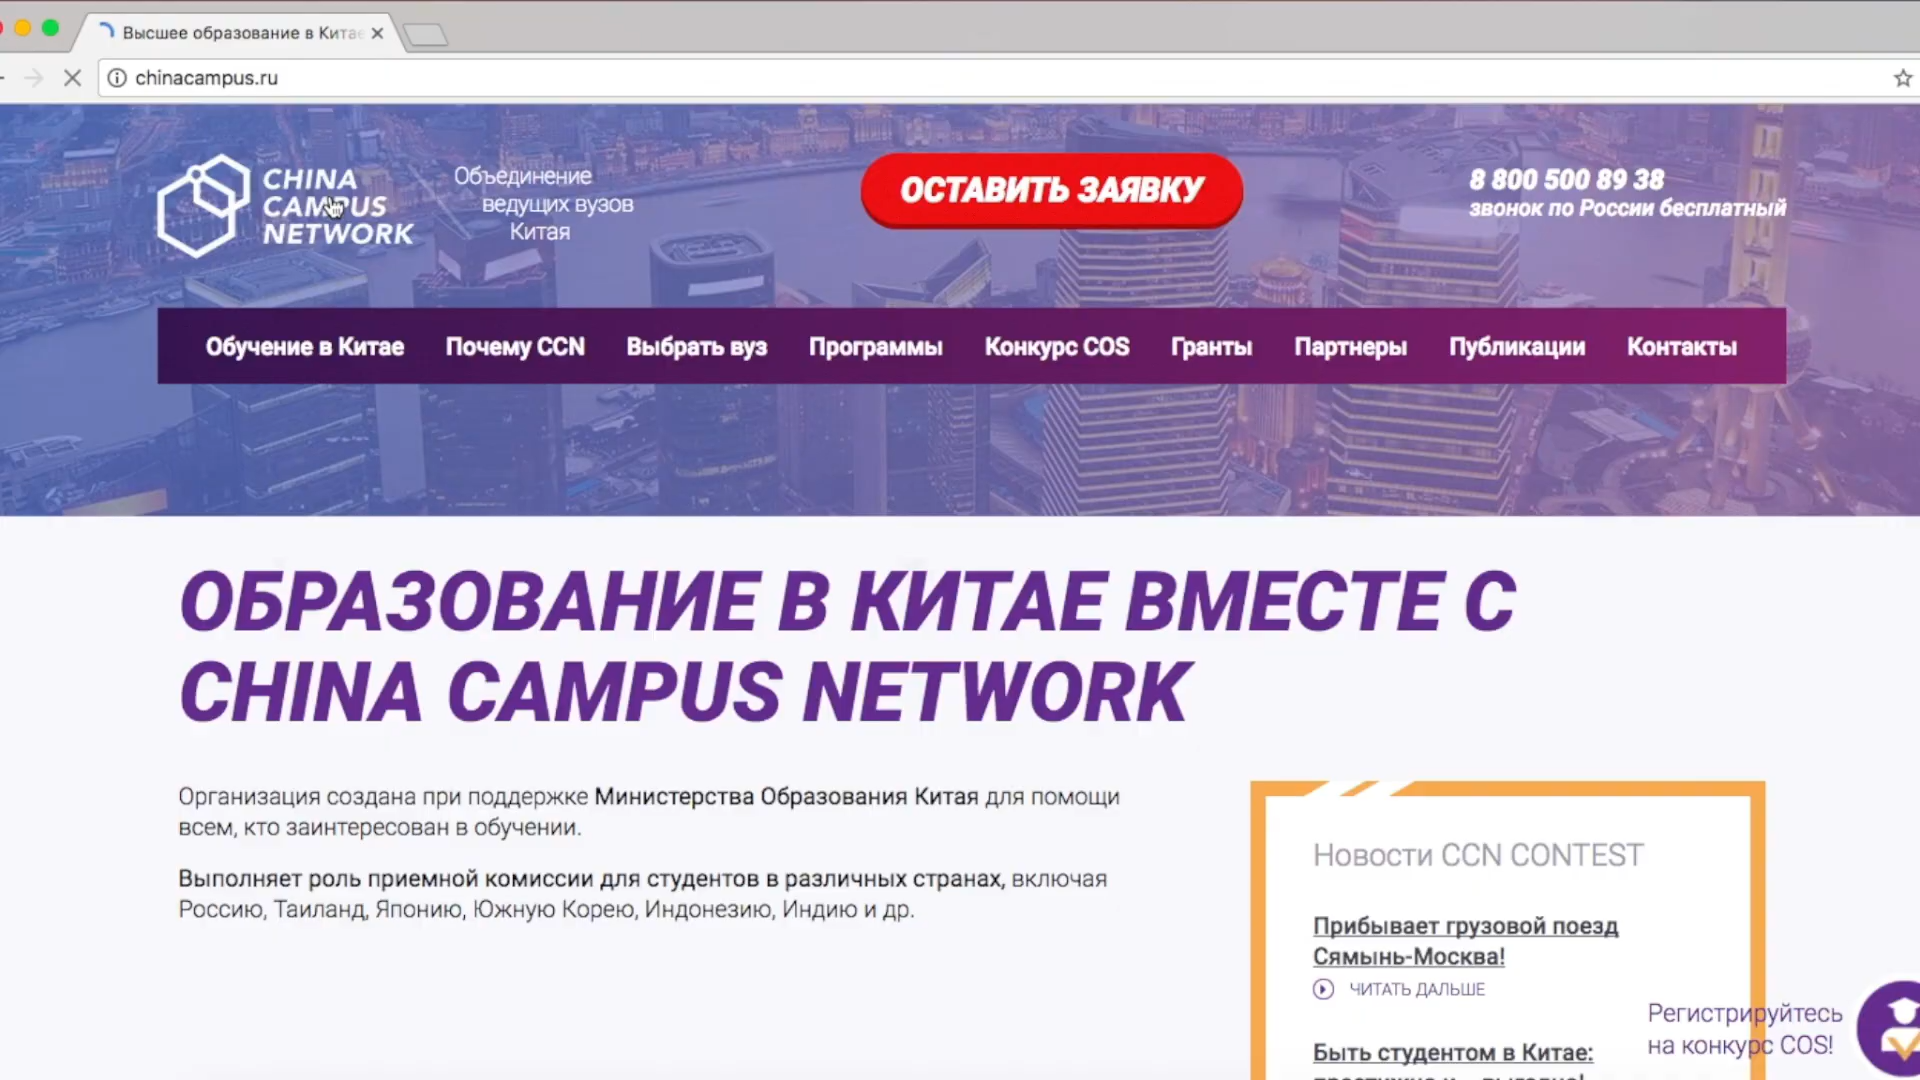 Высшее образование в Китае
chinacampus.ru
CHINA
CAMPUS
NETWORK
Объединение
ведущих вузов
Китая
ОСТАВИТЬ ЗАЯВКУ
8 800 500 89 38
звонок по России бесплатный
Обучение в Китае Почему CCN Выбрать вуз Программы Конкурс COS Гранты Партнеры Публикации Контакты
ОБРАЗОВАНИЕ В КИТАЕ ВМЕСТЕ С
CHINA CAMPUS NETWORK
Организация создана при поддержке Министерства Образования Китая для помощи
всем, кто заинтересован в обучении.
Выполняет роль приемной комиссии для студентов в различных странах, включая
Россию, Таиланд, Японию, Южную Корею, Индонезию, Индию и др.
Новости CCN CONTEST
Прибывает грузовой поезд
Сямынь-Москва!
ЧИТАТЬ ДАЛЬШЕ
Быть студентом в Китае:
Регистрируйтесь
на конкурс COS!